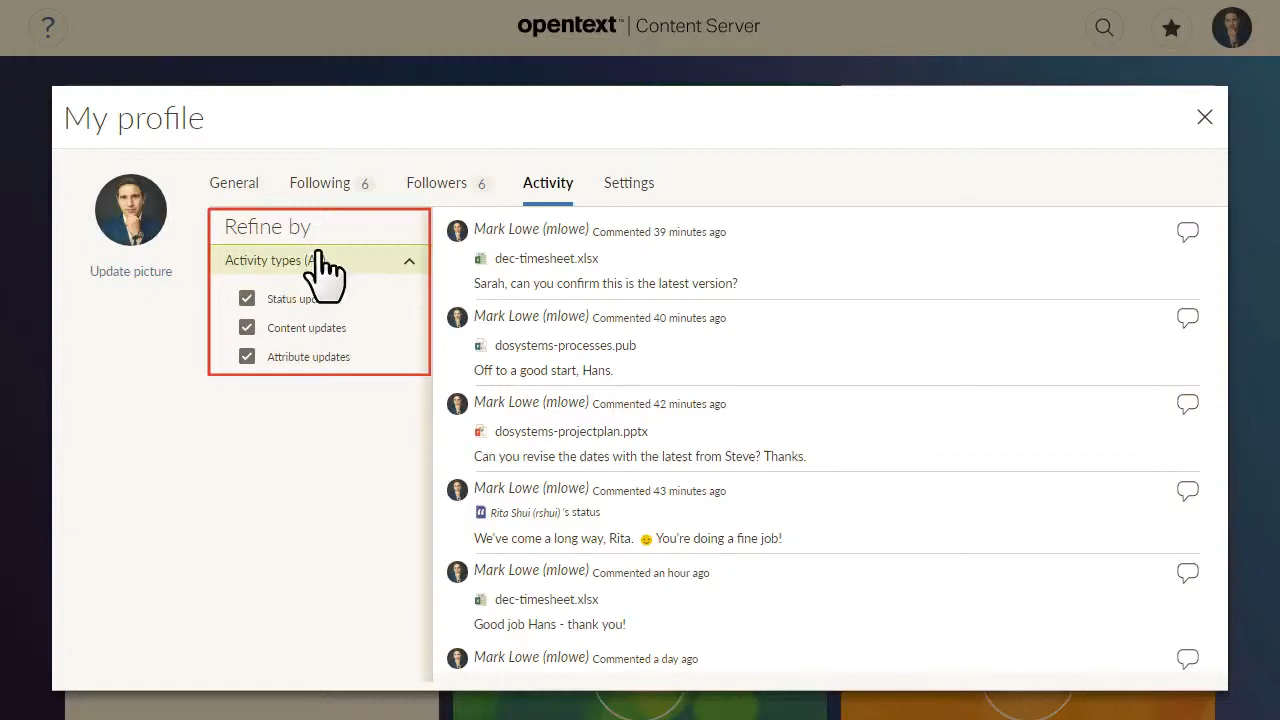 ?
opentext™ | Content Server
My profile
General
Following 6
Followers 6
Activity
Settings
Update picture
Refine by
Activity types
Status
Content updates
Attribute updates
Mark Lowe (mlowe) Commented 39 minutes ago
dec-timesheet.xlsx
Sarah, can you confirm this is the latest version?
Mark Lowe (mlowe) Commented 40 minutes ago
dosystems-processes.pub
Off to a good start, Hans.
Mark Lowe (mlowe) Commented 42 minutes ago
dosystems-projectplan.pptx
Can you revise the dates with the latest from Steve? Thanks.
Mark Lowe (mlowe) Commented 43 minutes ago
Rita Shui (rshui) 's status
We've come a long way, Rita. 😊 You're doing a fine job!
Mark Lowe (mlowe) Commented an hour ago
dec-timesheet.xlsx
Good job Hans - thank you!
Mark Lowe (mlowe) Commented a day ago